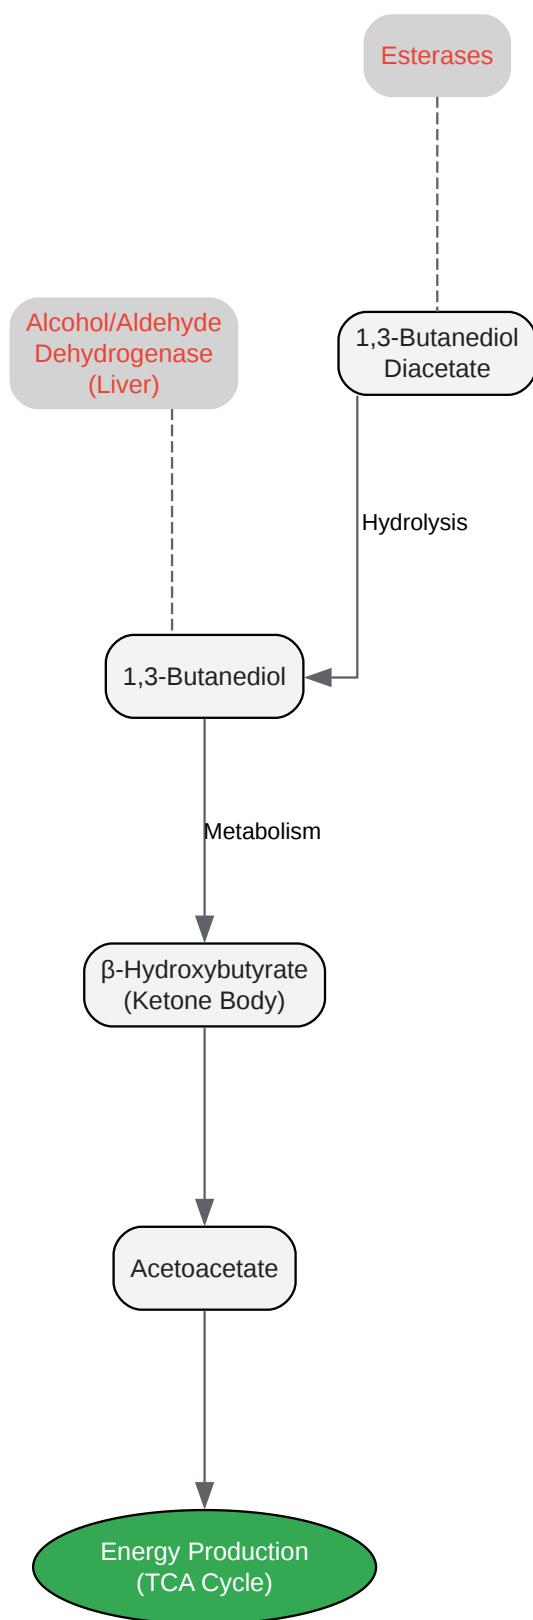 Esterases
Alcohol/Aldehyde
Dehydrogenase
(Liver)
1,3-Butanediol
Diacetate
Hydrolysis
1,3-Butanediol
Metabolism
β-Hydroxybutyrate
(Ketone Body)
Acetoacetate
Energy Production
(TCA Cycle)